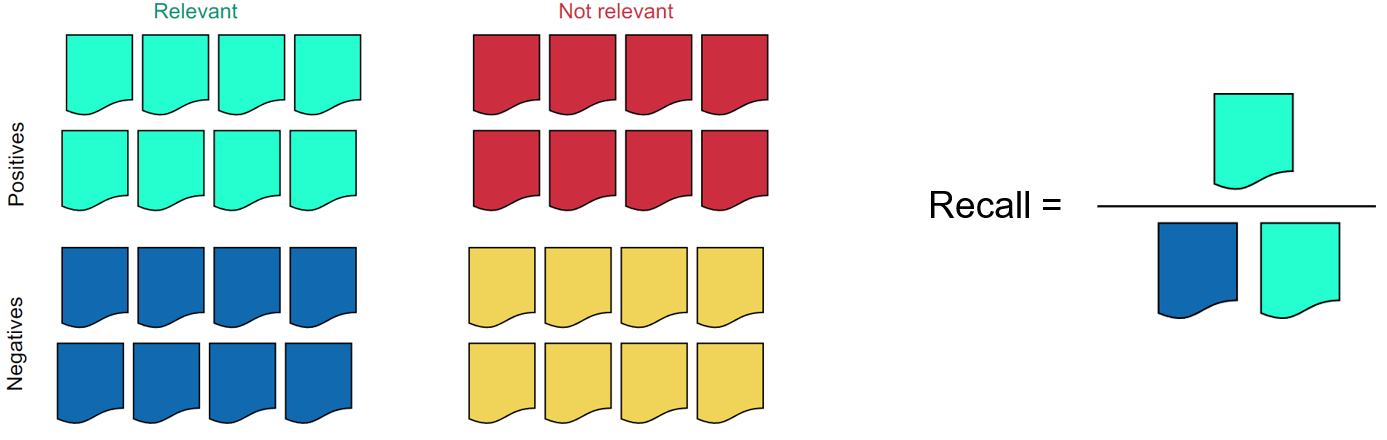 Relevant
Not relevant
Positives
Negatives
Recall =